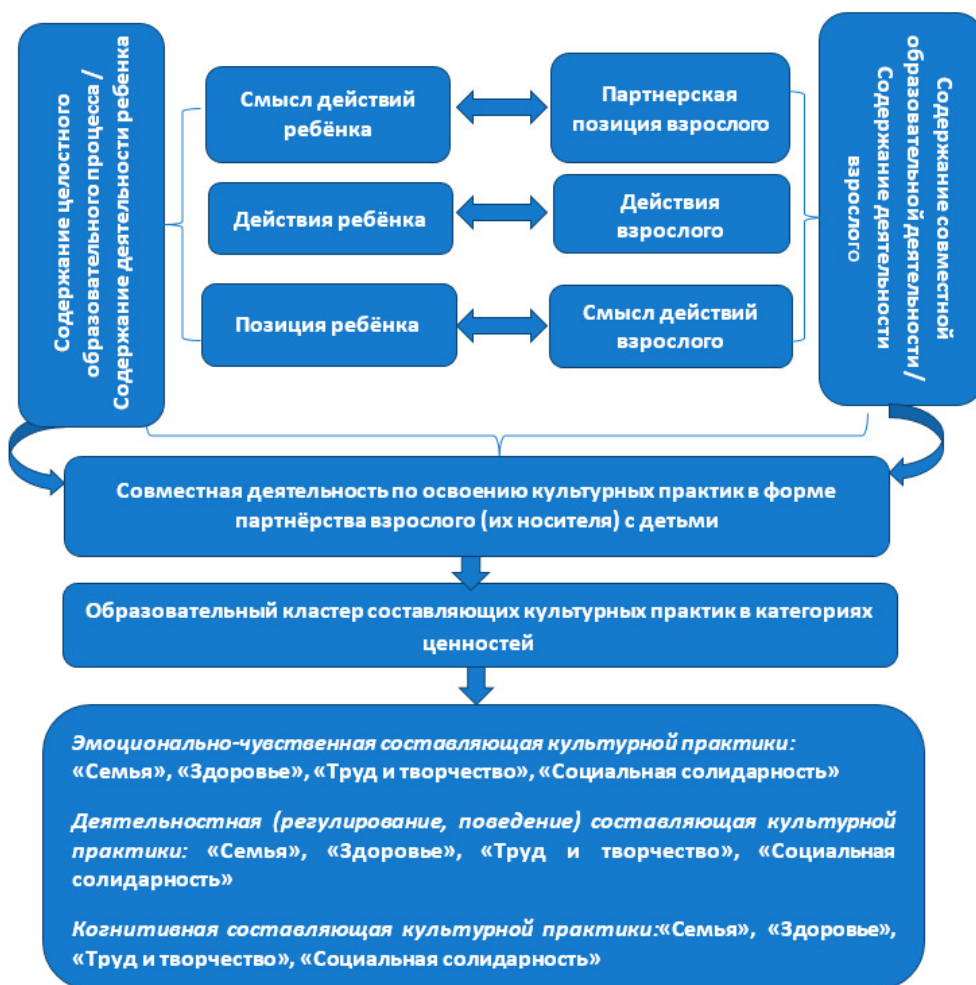 Содержание целостного
образовательного процесса /
Содержание деятельности ребенка
Смысл действий
ребёнка
Партнерская
позиция взрослого
Действия ребёнка
Действия
взрослого
Позиция ребёнка
Смысл действий
взрослого
Содержание совместной
образовательной деятельности /
Содержание деятельности
взрослого
Совместная деятельность по освоению культурных практик в форме
партнёрства взрослого (их носителя) с детьми
Образовательный кластер составляющих культурных практик в категориях
ценностей
Эмоционально-чувственная составляющая культурной практики:
«Семья», «Здоровье», «Труд и творчество», «Социальная солидарность»
Деятельностная (регулирование, поведение) составляющая культурной
практики: «Семья», «Здоровье», «Труд и творчество», «Социальная
солидарность»
Когнитивная составляющая культурной практики:«Семья», «Здоровье»,
«Труд и творчество», «Социальная солидарность»